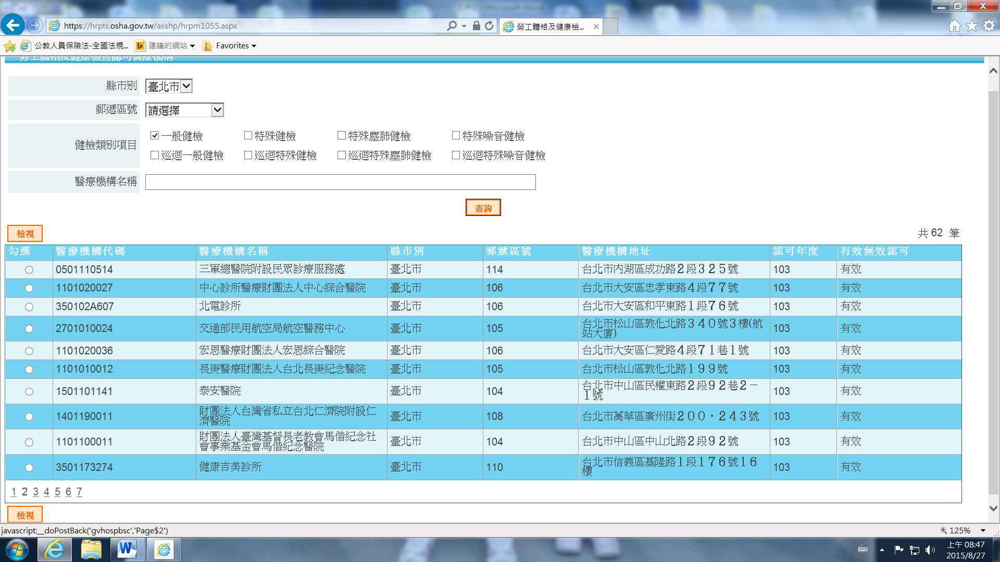 https://hrpts.osha.gov.tw/asshp/hrpm1055.aspx
勞工體格及健康檢...
公教人員保險法-全國法規...
建議的網站
Favorites
勞工體格及健康檢查認可醫療機構
縣市別
臺北市
郵遞區號
請選擇
健檢類別項目
一般健檢 特殊健檢 特殊塵肺健檢 特殊噪音健檢
巡迴一般健檢 巡迴特殊健檢 巡迴特殊塵肺健檢 巡迴特殊噪音健檢
醫療機構名稱
查詢
檢視
共 62 筆
勾選 醫療機構代碼 醫療機構名稱 縣市別 郵遞區號 醫療機構地址 認可年度 有效無效認可
0501110514 三軍總醫院附設民眾診療服務處 臺北市 114 台北市內湖區成功路２段３２５號 103 有效
1101020027 中心診所醫療財團法人中心綜合醫院 臺北市 106 台北市大安區忠孝東路４段７７號 103 有效
350102A607 北電診所 臺北市 106 台北市大安區和平東路１段７６號 103 有效
2701010024 交通部民用航空局航空醫務中心 臺北市 105 台北市松山區敦化北路３４０號３樓(航
站大廈) 103 有效
1101020036 宏恩醫療財團法人宏恩綜合醫院 臺北市 106 台北市大安區仁愛路４段７１巷１號 103 有效
1101010012 長庚醫療財團法人台北長庚紀念醫院 臺北市 105 台北市松山區敦化北路１９９號 103 有效
1501101141 泰安醫院 臺北市 104 台北市中山區民權東路２段９２巷２－
１號 103 有效
1401190011 財團法人台灣省私立台北仁濟院附設仁
濟醫院 臺北市 108 台北市萬華區廣州街２００‧２４３號 103 有效
1101100011 財團法人臺灣基督長老教會馬偕紀念社
會事業基金會馬偕紀念醫院 臺北市 104 台北市中山區中山北路２段９２號 103 有效
3501173274 健康吉美診所 臺北市 110 台北市信義區基隆路１段１７６號１６
樓 103 有效
1 2 3 4 5 6 7
檢視
javascript:__doPostBack('gvhospbsc','Page$2')
125%
上午 08:47
2015/8/27